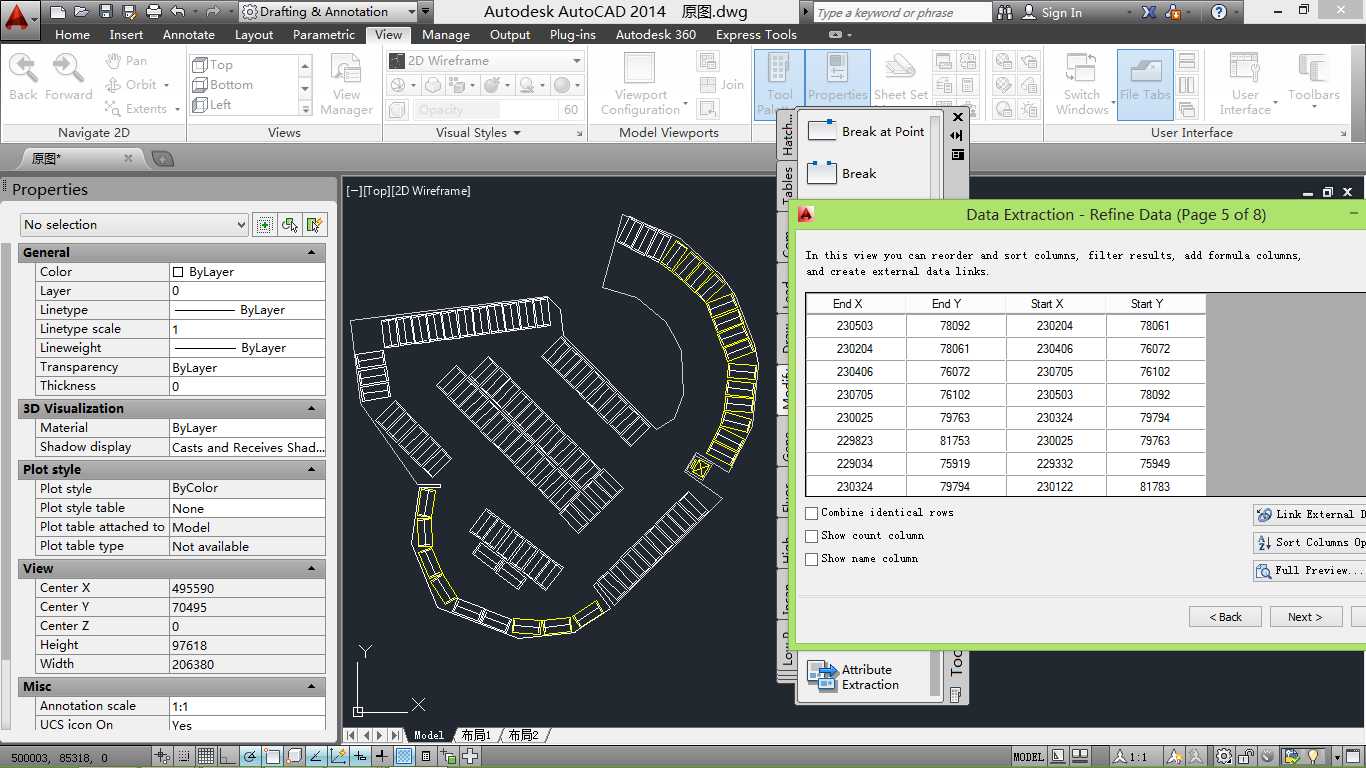 Drafting & Annotation
Autodesk AutoCAD 2014 原图.dwg
Type a keyword or phrase
Sign In
Home Insert Annotate Layout Parametric View Manage Output Plug-ins Autodesk 360 Express Tools
Back
Forward
Pan
Orbit
Extents
Navigate 2D
Top
Bottom
Left
View
Manager
Views
2D Wireframe
Opacity 60
Visual Styles
Viewport
Configuration
Join
Model Viewports
Tool
Properties
Sheet Set
Switch
Windows
File Tabs
User
Interface
Toolbars
User Interface
原图*
Properties
No selection
General
Color ByLayer
Layer 0
Linetype ByLayer
Linetype scale 1
Lineweight ByLayer
Transparency ByLayer
Thickness 0
3D Visualization
Material ByLayer
Shadow display Casts and Receives Shad...
Plot style
Plot style ByColor
Plot style table None
Plot table attached to Model
Plot table type Not available
View
Center X 495590
Center Y 70495
Center Z 0
Height 97618
Width 206380
Misc
Annotation scale 1:1
UCS icon On Yes
[−][Top][2D Wireframe]
Y
X
Hatch...
Tables
Break at Point
Break
Data Extraction - Refine Data (Page 5 of 8)
In this view you can reorder and sort columns, filter results, add formula columns,
and create external data links.
End X End Y Start X Start Y
230503 78092 230204 78061
230204 78061 230406 76072
230406 76072 230705 76102
230705 76102 230503 78092
230025 79763 230324 79794
229823 81753 230025 79763
229034 75919 229332 75949
230324 79794 230122 81783
Combine identical rows
Show count column
Show name column
Link External D
Sort Columns Op
Full Preview...
< Back
Next >
Attribute
Extraction
Model 布局1 布局2
500003, 85318, 0
MODEL
1:1